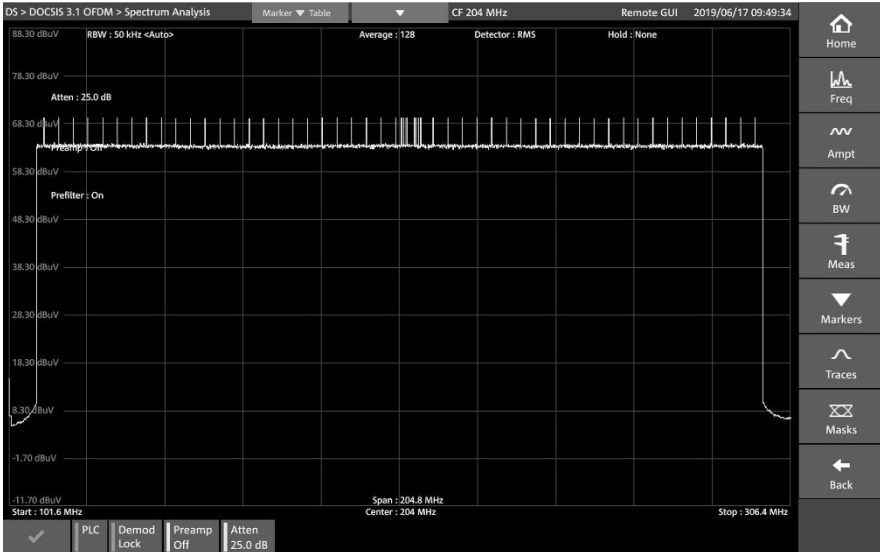 DS > DOCSIS 3.1 OFDM > Spectrum Analysis Marker ▼ Table ▼ CF 204 MHz Remote GUI 2019/06/17 09:49:34
88.30 dBuV RBW : 50 kHz <Auto> Average : 128 Detector : RMS Hold : None
Home
78.30 dBuV
Atten : 25.0 dB
Freq
68.30 dBuV
Preamp : Off
Ampt
58.30 dBuV
Prefilter : On
BW
48.30 dBuV
38.30 dBuV
Meas
28.30 dBuV
Markers
18.30 dBuV
Traces
8.30 dBuV
Masks
-1.70 dBuV
Back
-11.70 dBuV Span : 204.8 MHz
Start : 101.6 MHz Center : 204 MHz Stop : 306.4 MHz
PLC Demod Preamp Atten
Lock Off 25.0 dB